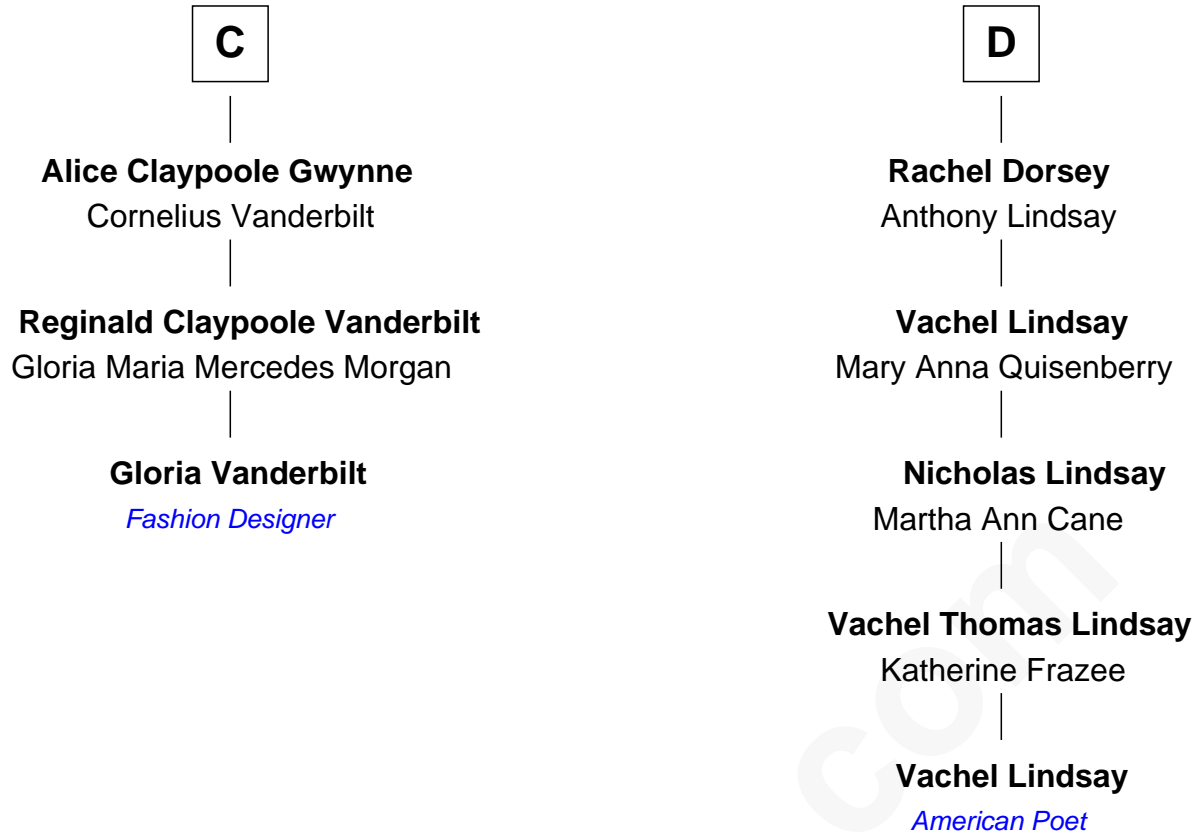 C
Alice Claypoole Gwynne
Cornelius Vanderbilt
Reginald Claypoole Vanderbilt
Gloria Maria Mercedes Morgan
Gloria Vanderbilt
Fashion Designer
D
Rachel Dorsey
Anthony Lindsay
Vachel Lindsay
Mary Anna Quisenberry
Nicholas Lindsay
Martha Ann Cane
Vachel Thomas Lindsay
Katherine Frazee
Vachel Lindsay
American Poet
com